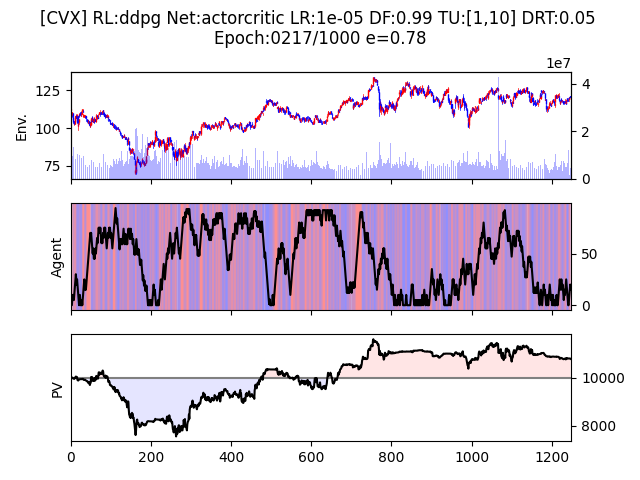 [CVX] RL:ddpg Net:actorcritic LR:1e-05 DF:0.99 TU:[1,10] DRT:0.05
Epoch:0217/1000 e=0.78
1e7
125
100
75
Env.
4
2
0
Agent
50
0
PV
10000
8000
0
200
400
600
800
1000
1200